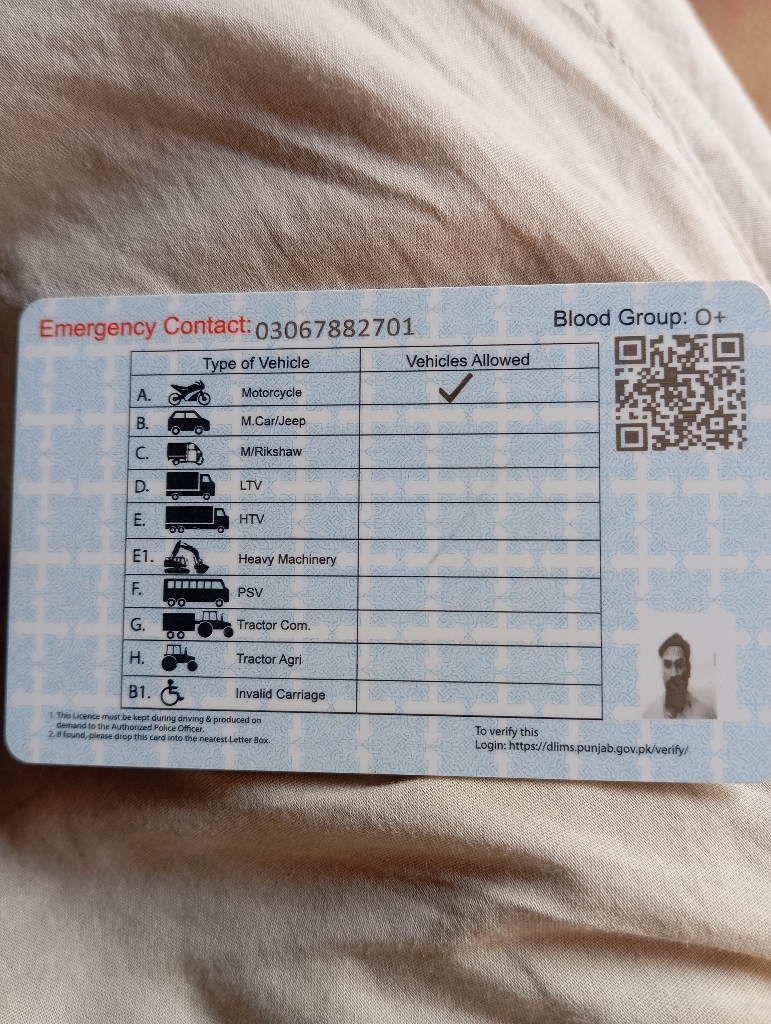 Emergency Contact: 03067882701
Blood Group: O+
Type of Vehicle Vehicles Allowed
A. Motorcycle ✓
B. M.Car/Jeep
C. M/Rikshaw
D. LTV
E. HTV
E1. Heavy Machinery
F. PSV
G. Tractor Com.
H. Tractor Agri
B1. Invalid Carriage
1. This Licence must be kept during driving & produced on
demand to the Authorized Police Officer.
2. If found, please drop this card into the nearest Letter Box.
To verify this
Login: https://dlims.punjab.gov.pk/verify/